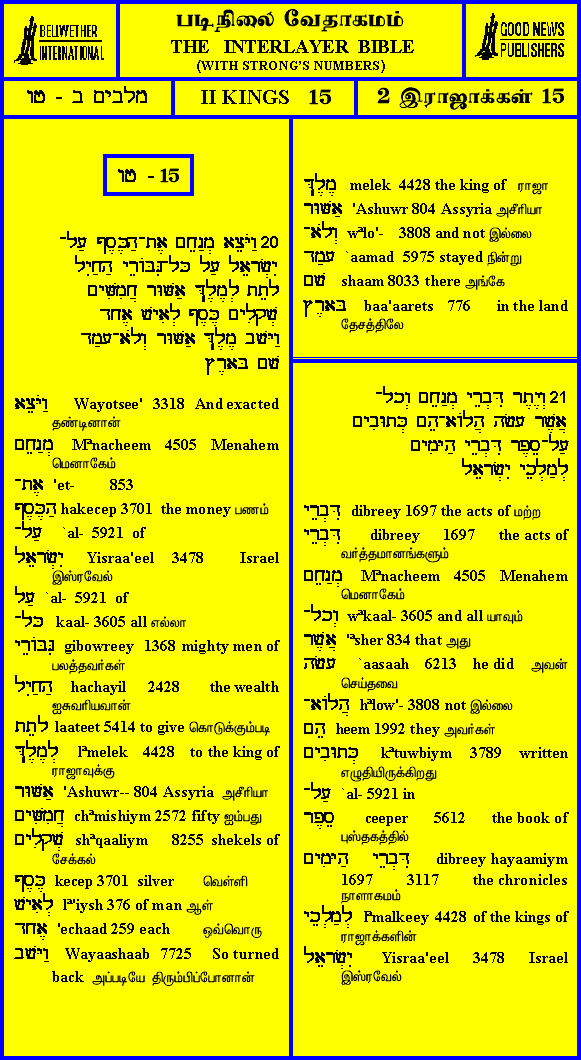 BELLWETHER
INTERNATIONAL
படிநிலை வேதாகமம்
THE INTERLAYER BIBLE
(WITH STRONG'S NUMBERS)
GOOD NEWS
PUBLISHERS
מלכים ב - טו
II KINGS 15
2 இராஜாக்கள் 15
טו - 15
20 וַיֹּצֵא מְנַחֵם אֶת־הַכֶּסֶף עַל־
יִשְׂרָאֵל עַל כָּל־גִּבּוֹרֵי הַחַיִל
לָתֵת לְמֶלֶךְ אַשּׁוּר חֲמִשִּׁים
שְׁקָלִים כֶּסֶף לְאִישׁ אֶחָד
וַיָּשָׁב מֶלֶךְ אַשּׁוּר וְלֹא־עָמַד
שָׁם בָּאָרֶץ
וַיֹּצֵא Wayotsee' 3318 And exacted
தண்டினான்
מְנַחֵם Mªnacheem 4505 Menahem
மெனாகேம்
אֶת־ 'et- 853
הַכֶּסֶף hakecep 3701 the money பணம்
עַל־ `al- 5921 of
יִשְׂרָאֵל Yisraa'eel 3478 Israel
இஸ்ரவேல்
עַל `al- 5921 of
כָּל־ kaal- 3605 all எல்லா
גִּבּוֹרֵי gibowreey 1368 mighty men of
பலத்தவர்கள்
הַחַיִל hachayil 2428 the wealth
ஐசுவரியவான்
לָתֵת laateet 5414 to give கொடுக்கும்படி
לְמֶלֶךְ lªmelek 4428 to the king of
ராஜாவுக்கு
אַשּׁוּר 'Ashuwr-- 804 Assyria அசீரியா
חֲמִשִּׁים chªmishiym 2572 fifty ஐம்பது
שְׁקָלִים shªqaaliym 8255 shekels of
சேக்கல்
כֶּסֶף kecep 3701 silver வெள்ளி
לְאִישׁ lª'iysh 376 of man ஆள்
אֶחָד 'echaad 259 each ஒவ்வொரு
וַיָּשָׁב Wayaashaab 7725 So turned
back அப்படியே திரும்பிப்போனான்
מֶלֶךְ melek 4428 the king of ராஜா
אַשּׁוּר 'Ashuwr 804 Assyria அசீரியா
וְלֹא־ wªlo'- 3808 and not இல்லை
עָמַד `aamad 5975 stayed நின்று
שָׁם shaam 8033 there அங்கே
בָּאָרֶץ baa'aarets 776 in the land
தேசத்திலே
21 וְיֶתֶר דִּבְרֵי מְנַחֵם וְכָל־
אֲשֶׁר עָשָׂה הֲלוֹא־הֵם כְּתוּבִים
עַל־סֵפֶר דִּבְרֵי הַיָּמִים
לְמַלְכֵי יִשְׂרָאֵל
דִּבְרֵי dibreey 1697 the acts of மற்ற
דִּבְרֵי dibreey 1697 the acts of
வர்த்தமானங்களும்
מְנַחֵם Mªnacheem 4505 Menahem
மெனாகேம்
וְכָל־ wªkaal- 3605 and all யாவும்
אֲשֶׁר 'ªsher 834 that அது
עָשָׂה `aasaah 6213 he did அவன்
செய்தவை
הֲלוֹא־ hªlow'- 3808 not இல்லை
הֵם heem 1992 they அவர்கள்
כְּתוּבִים kªtuwbiym 3789 written
எழுதியிருக்கிறது
עַל־ `al- 5921 in
סֵפֶר ceeper 5612 the book of
புஸ்தகத்தில்
דִּבְרֵי הַיָּמִים dibreey hayaamiym
1697 3117 the chronicles
நாளாகமம்
לְמַלְכֵי lªmalkeey 4428 of the kings of
ராஜாக்களின்
יִשְׂרָאֵל Yisraa'eel 3478 Israel
இஸ்ரவேல்